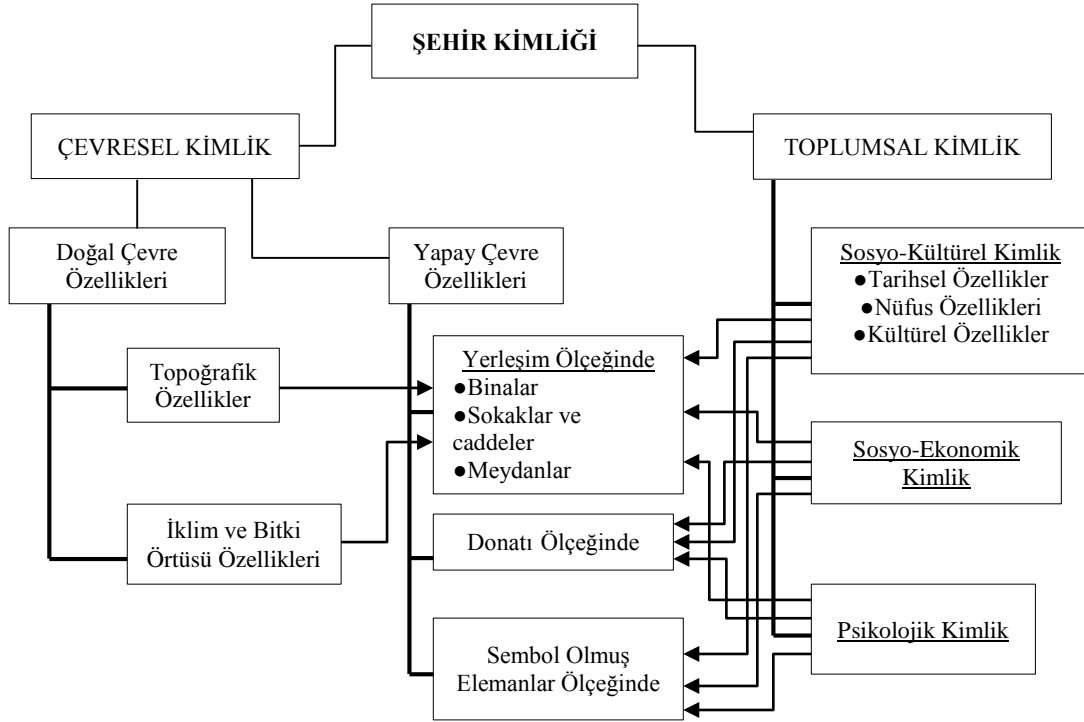 ŞEHİR KİMLİĞİ
ÇEVRESEL KİMLİK
TOPLUMSAL KİMLİK
Doğal Çevre
Özellikleri
Yapay Çevre
Özellikleri
Sosyo-Kültürel Kimlik
●Tarihsel Özellikler
●Nüfus Özellikleri
●Kültürel Özellikler
Topoğrafik
Özellikler
Yerleşim Ölçeğinde
●Binalar
●Sokaklar ve
caddeler
●Meydanlar
Sosyo-Ekonomik
Kimlik
İklim ve Bitki
Örtüsü Özellikleri
Donatı Ölçeğinde
Psikolojik Kimlik
Sembol Olmuş
Elemanlar Ölçeğinde